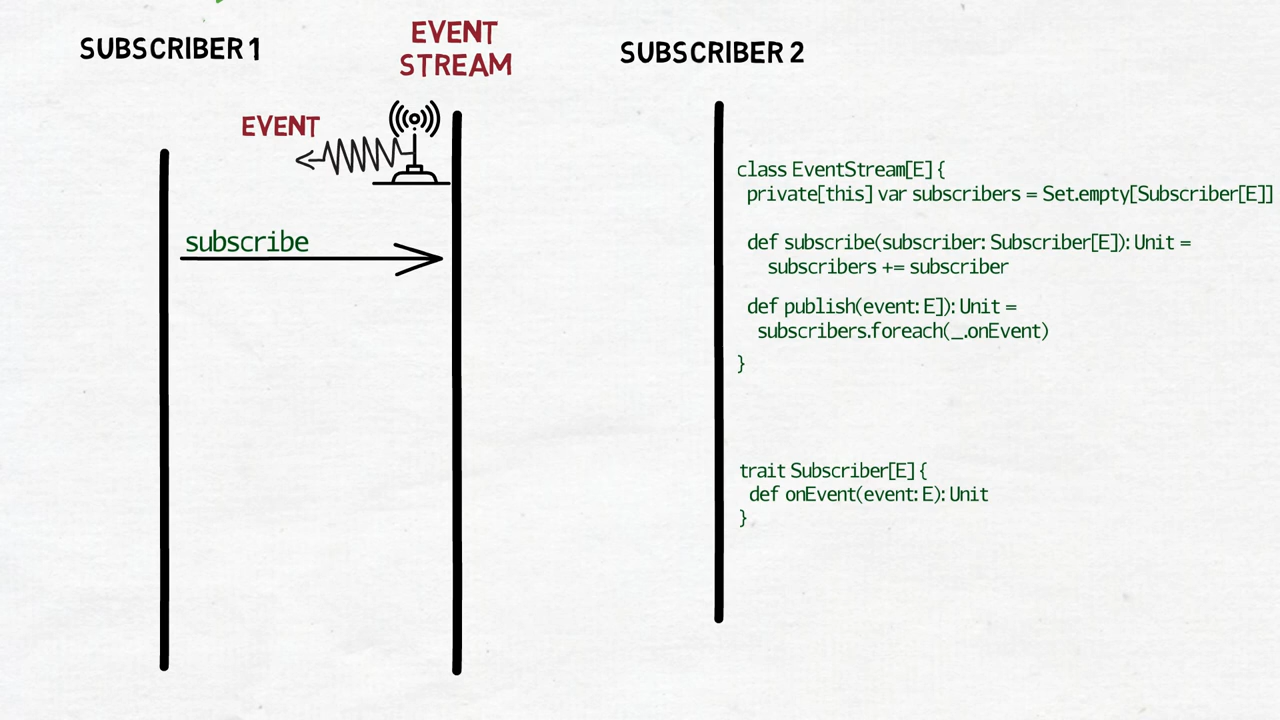 SUBSCRIBER 1
EVENT
STREAM
SUBSCRIBER 2
EVENT
subscribe
class EventStream[E] {
private[this] var subscribers = Set.empty[Subscriber[E]]
def subscribe(subscriber: Subscriber[E]): Unit =
subscribers += subscriber
def publish(event: E]): Unit =
subscribers.foreach(_.onEvent)
}
trait Subscriber[E] {
def onEvent(event: E): Unit
}